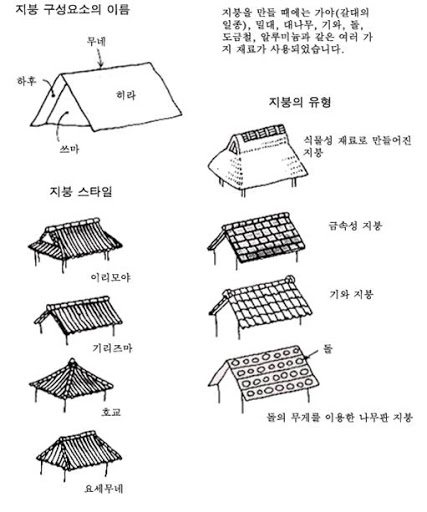 지붕 구성요소의 이름
무네
하후
히라
쓰마
지붕 스타일
이리모야
기리즈마
호교
요세무네
지붕을 만들 때에는 가야(갈대의
일종), 밀대, 대나무, 기와, 돌,
도금철, 알루미늄과 같은 여러 가
지 재료가 사용되었습니다.
지붕의 유형
식물성 재료로 만들어진
지붕
금속성 지붕
기와 지붕
돌
돌의 무게를 이용한 나무판 지붕